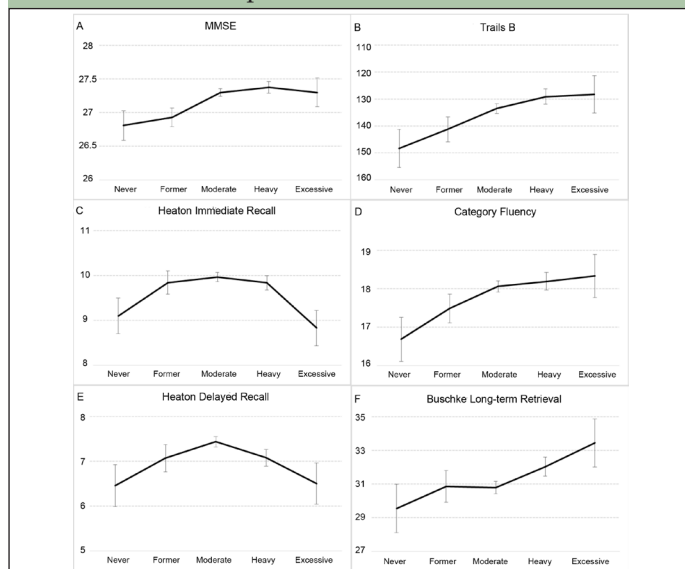 A
MMSE
28
27.5
27
26.5
26
Never Former Moderate Heavy Excessive
B
Trails B
110
120
130
140
150
160
Never Former Moderate Heavy Excessive
C
Heaton Immediate Recall
11
10
9
8
Never Former Moderate Heavy Excessive
D
Category Fluency
19
18
17
16
Never Former Moderate Heavy Excessive
E
Heaton Delayed Recall
8
7
6
5
Never Former Moderate Heavy Excessive
F
Buschke Long-term Retrieval
35
33
31
29
27
Never Former Moderate Heavy Excessive